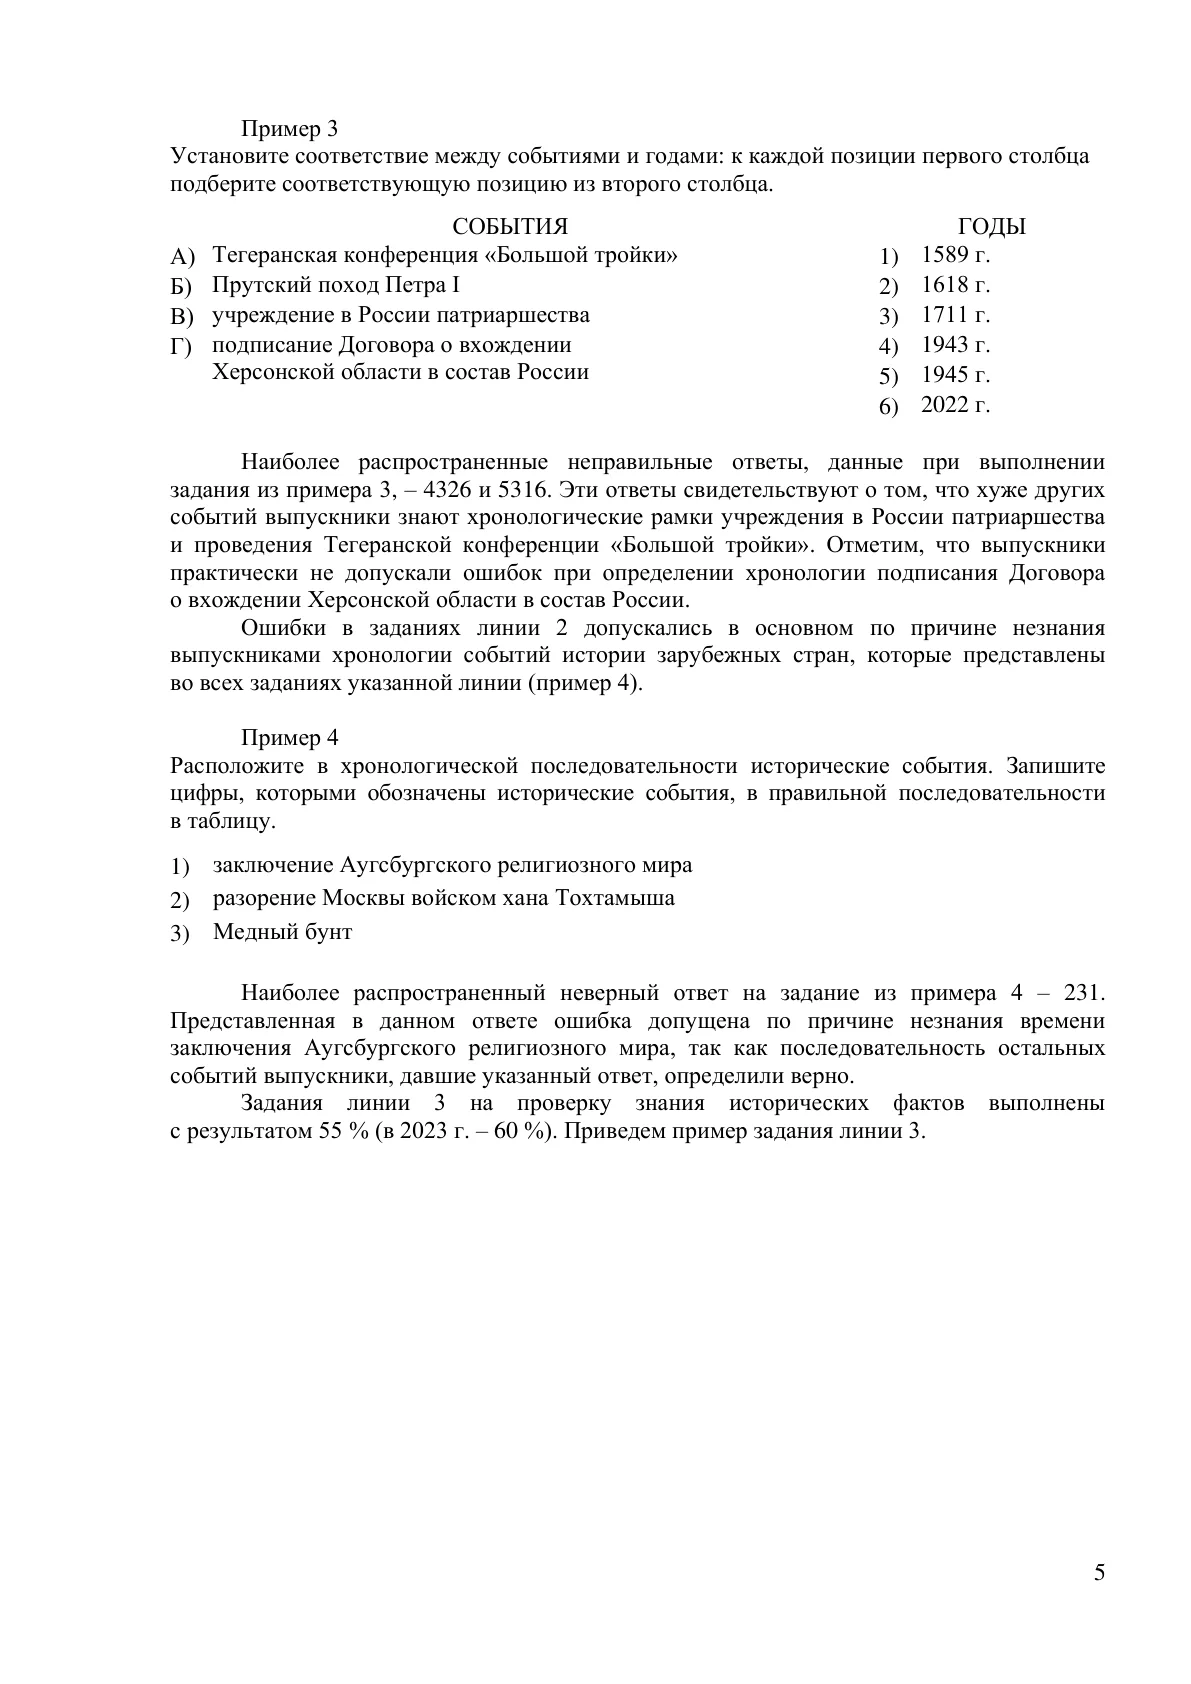 Пример 3
Установите соответствие между событиями и годами: к каждой позиции первого столбца
подберите соответствующую позицию из второго столбца.
СОБЫТИЯ ГОДЫ
А) Тегеранская конференция «Большой тройки» 1) 1589 г.
Б) Прутский поход Петра I 2) 1618 г.
В) учреждение в России патриаршества 3) 1711 г.
Г) подписание Договора о вхождении 4) 1943 г.
Херсонской области в состав России 5) 1945 г.
6) 2022 г.
Наиболее распространенные неправильные ответы, данные при выполнении
задания из примера 3, – 4326 и 5316. Эти ответы свидетельствуют о том, что хуже других
событий выпускники знают хронологические рамки учреждения в России патриаршества
и проведения Тегеранской конференции «Большой тройки». Отметим, что выпускники
практически не допускали ошибок при определении хронологии подписания Договора
о вхождении Херсонской области в состав России.
Ошибки в заданиях линии 2 допускались в основном по причине незнания
выпускниками хронологии событий истории зарубежных стран, которые представлены
во всех заданиях указанной линии (пример 4).
Пример 4
Расположите в хронологической последовательности исторические события. Запишите
цифры, которыми обозначены исторические события, в правильной последовательности
в таблицу.
1) заключение Аугсбургского религиозного мира
2) разорение Москвы войском хана Тохтамыша
3) Медный бунт
Наиболее распространенный неверный ответ на задание из примера 4 – 231.
Представленная в данном ответе ошибка допущена по причине незнания времени
заключения Аугсбургского религиозного мира, так как последовательность остальных
событий выпускники, давшие указанный ответ, определили верно.
Задания линии 3 на проверку знания исторических фактов выполнены
с результатом 55 % (в 2023 г. – 60 %). Приведем пример задания линии 3.
5